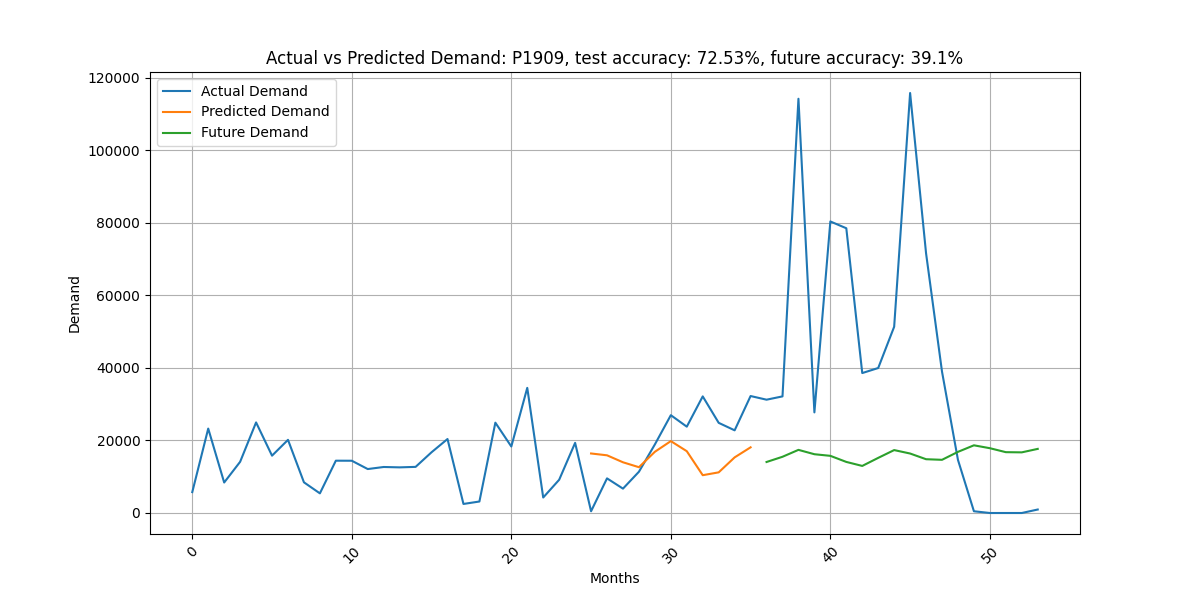 Actual vs Predicted Demand: P1909, test accuracy: 72.53%, future accuracy: 39.1%
120000
100000
80000
60000
40000
20000
0
Demand
Actual Demand
Predicted Demand
Future Demand
0
10
20
30
40
50
Months